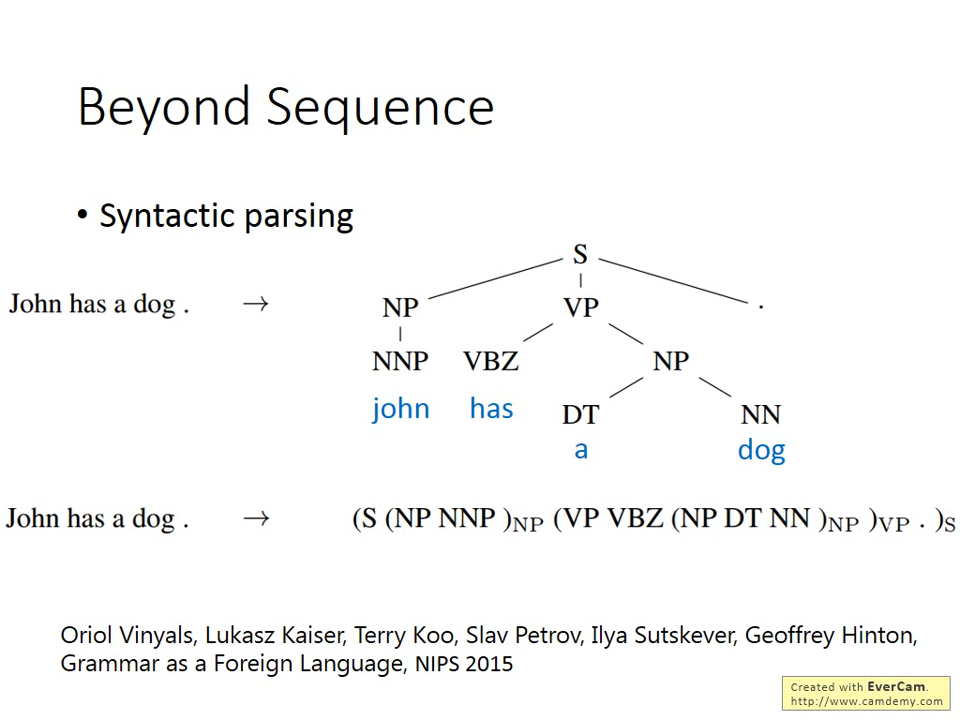 Beyond Sequence
• Syntactic parsing
S
John has a dog . → NP VP .
NNP VBZ NP
john has DT NN
a dog
John has a dog . → (S (NP NNP )NP (VP VBZ (NP DT NN )NP )VP . )S
Oriol Vinyals, Lukasz Kaiser, Terry Koo, Slav Petrov, Ilya Sutskever, Geoffrey Hinton,
Grammar as a Foreign Language, NIPS 2015
Created with EverCam.
http://www.camdemy.com